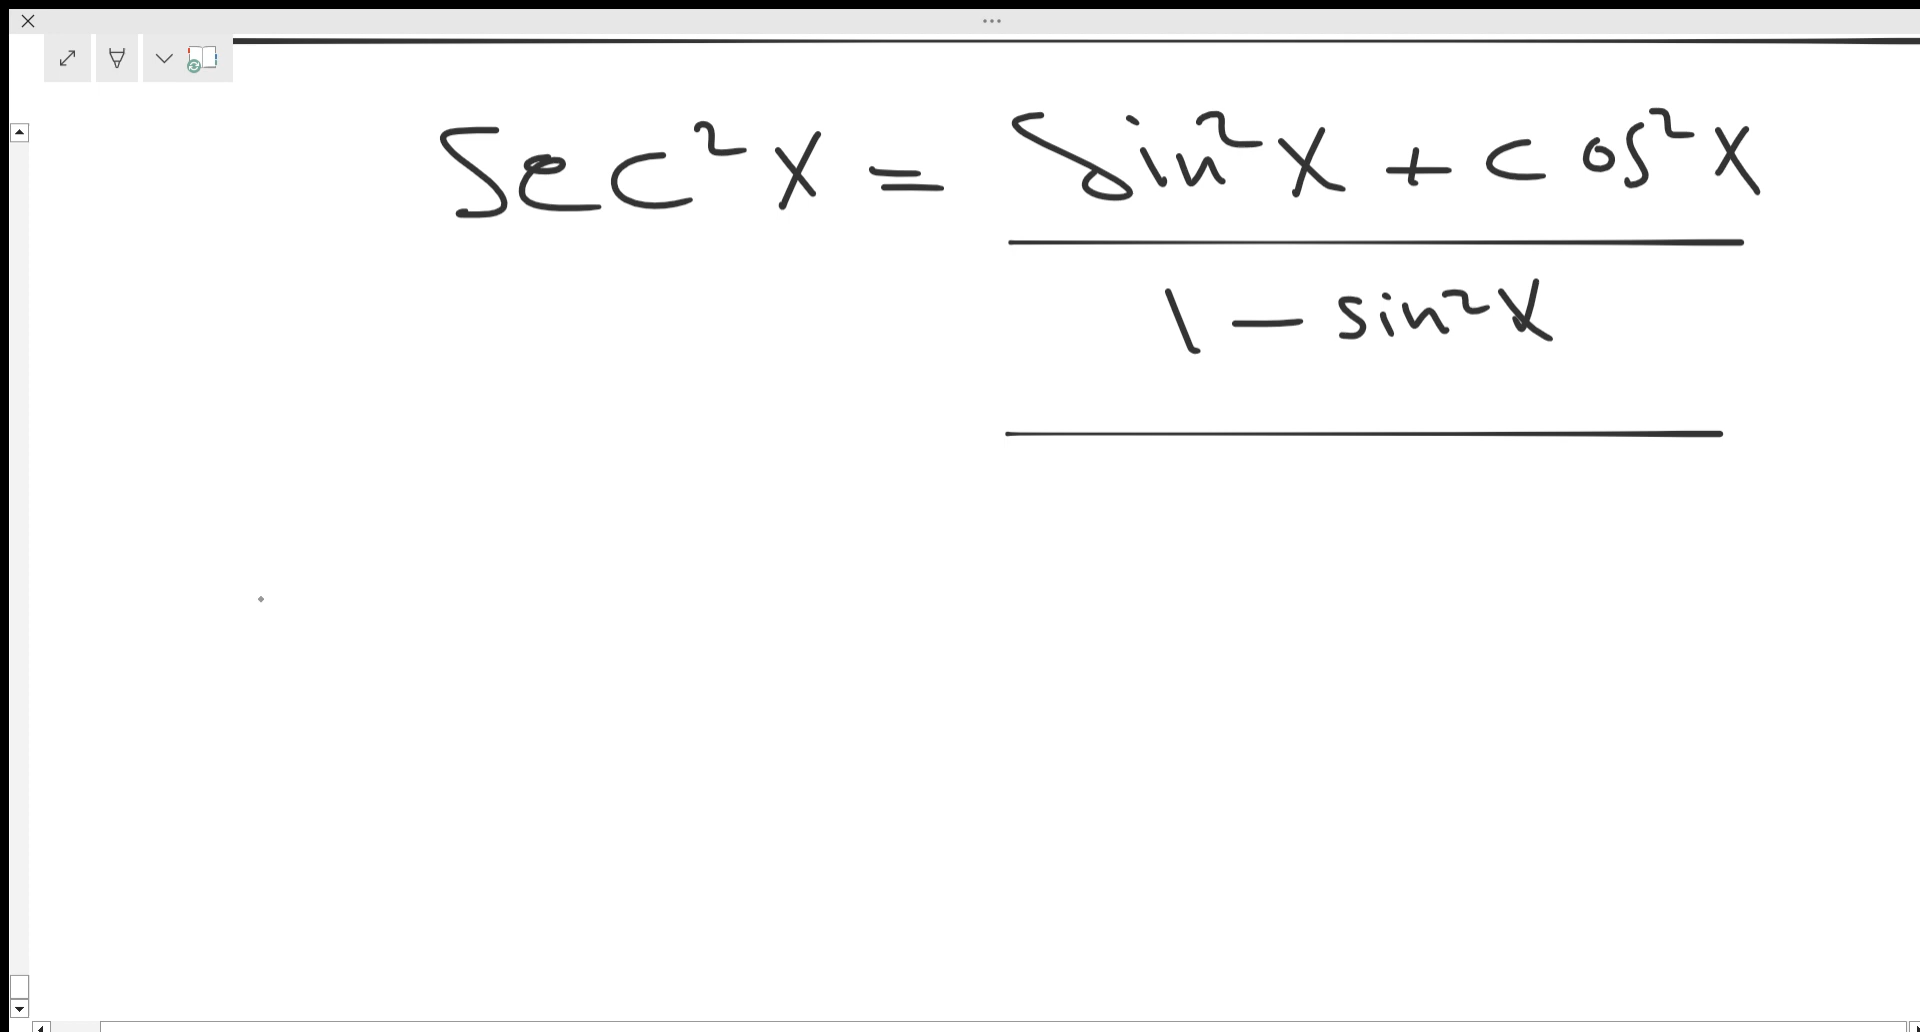 Sec²x = Sin²x + cos²x
1 - sin²x